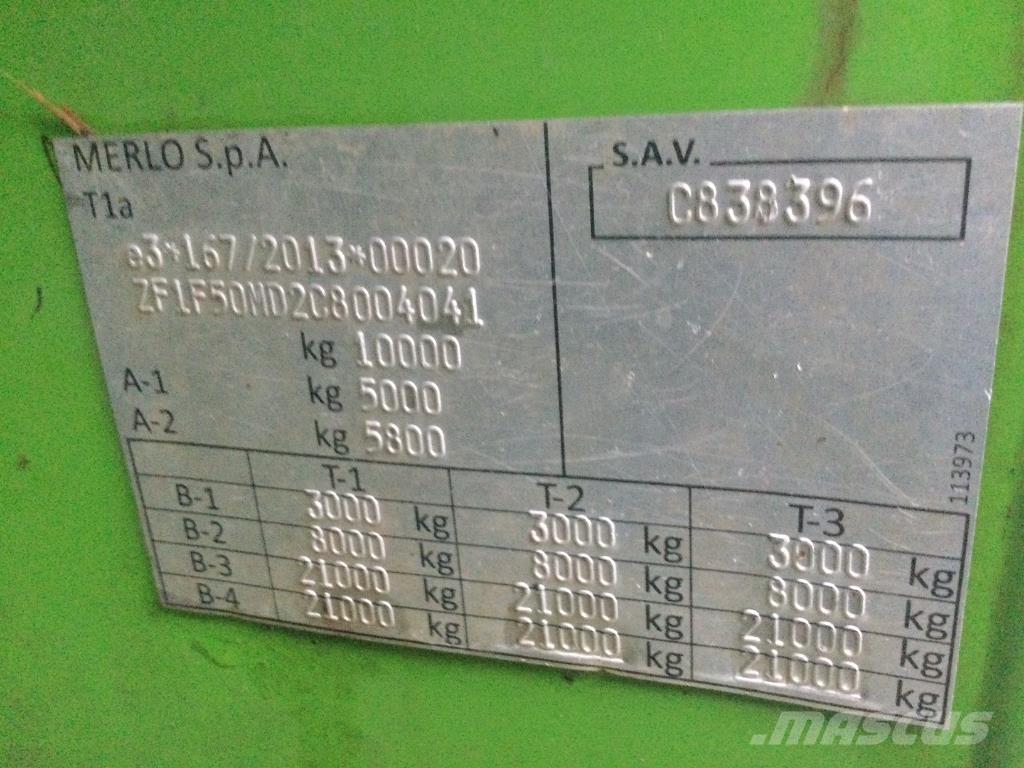 MERLO S.p.A.
T1a
e3*167/2013*00020
ZF1F50MD2C8004041
kg 10000
A-1 kg 5000
A-2 kg 5800
S.A.V.
C838396
113973
T-1 T-2 T-3
B-1 3000 kg 3000 kg 3000 kg
B-2 8000 kg 8000 kg 8000 kg
B-3 21000 kg 21000 kg 21000 kg
B-4 21000 kg 21000 kg 21000 kg
mascus